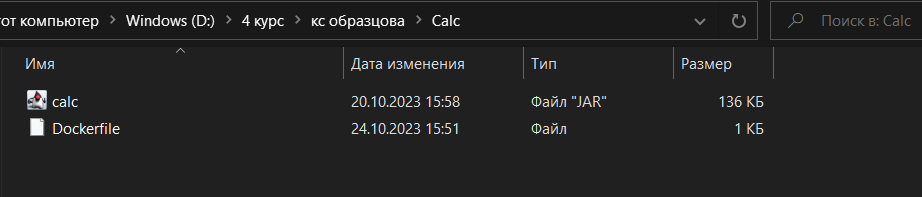 тот компьютер > Windows (D:) > 4 курс > кс образцова > Calc
Поиск в: Calc
Имя Дата изменения Тип Размер
calc 20.10.2023 15:58 Файл "JAR" 136 КБ
Dockerfile 24.10.2023 15:51 Файл 1 КБ